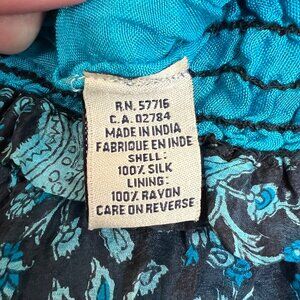 R.N. 57716
C.A. 02784
MADE IN INDIA
FABRIQUE EN INDE
SHELL:
100% SILK
LINING:
100% RAYON
CARE ON REVERSE